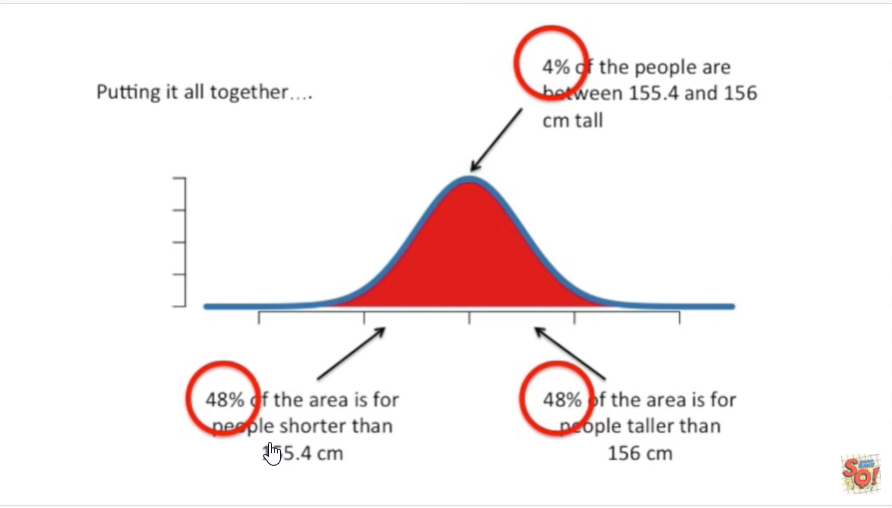 Putting it all together….
4% of the people are
between 155.4 and 156
cm tall
48% of the area is for
people shorter than
155.4 cm
48% of the area is for
people taller than
156 cm
SQ!